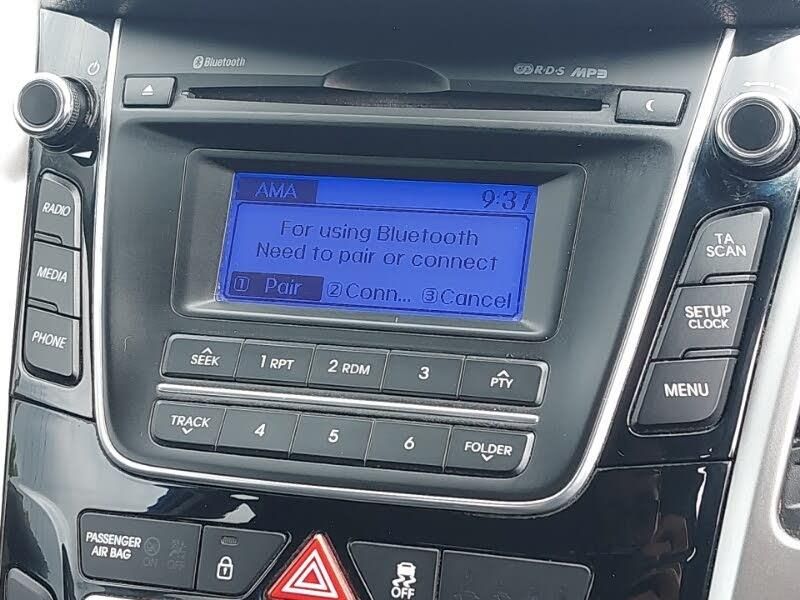 Bluetooth
R·D·S MP3
AMA 9:37
For using Bluetooth
Need to pair or connect
① Pair ② Conn... ③ Cancel
RADIO
MEDIA
PHONE
TA
SCAN
SETUP
CLOCK
MENU
SEEK 1 RPT 2 RDM 3 PTY
TRACK 4 5 6 FOLDER
PASSENGER
AIR BAG
ON OFF
OFF